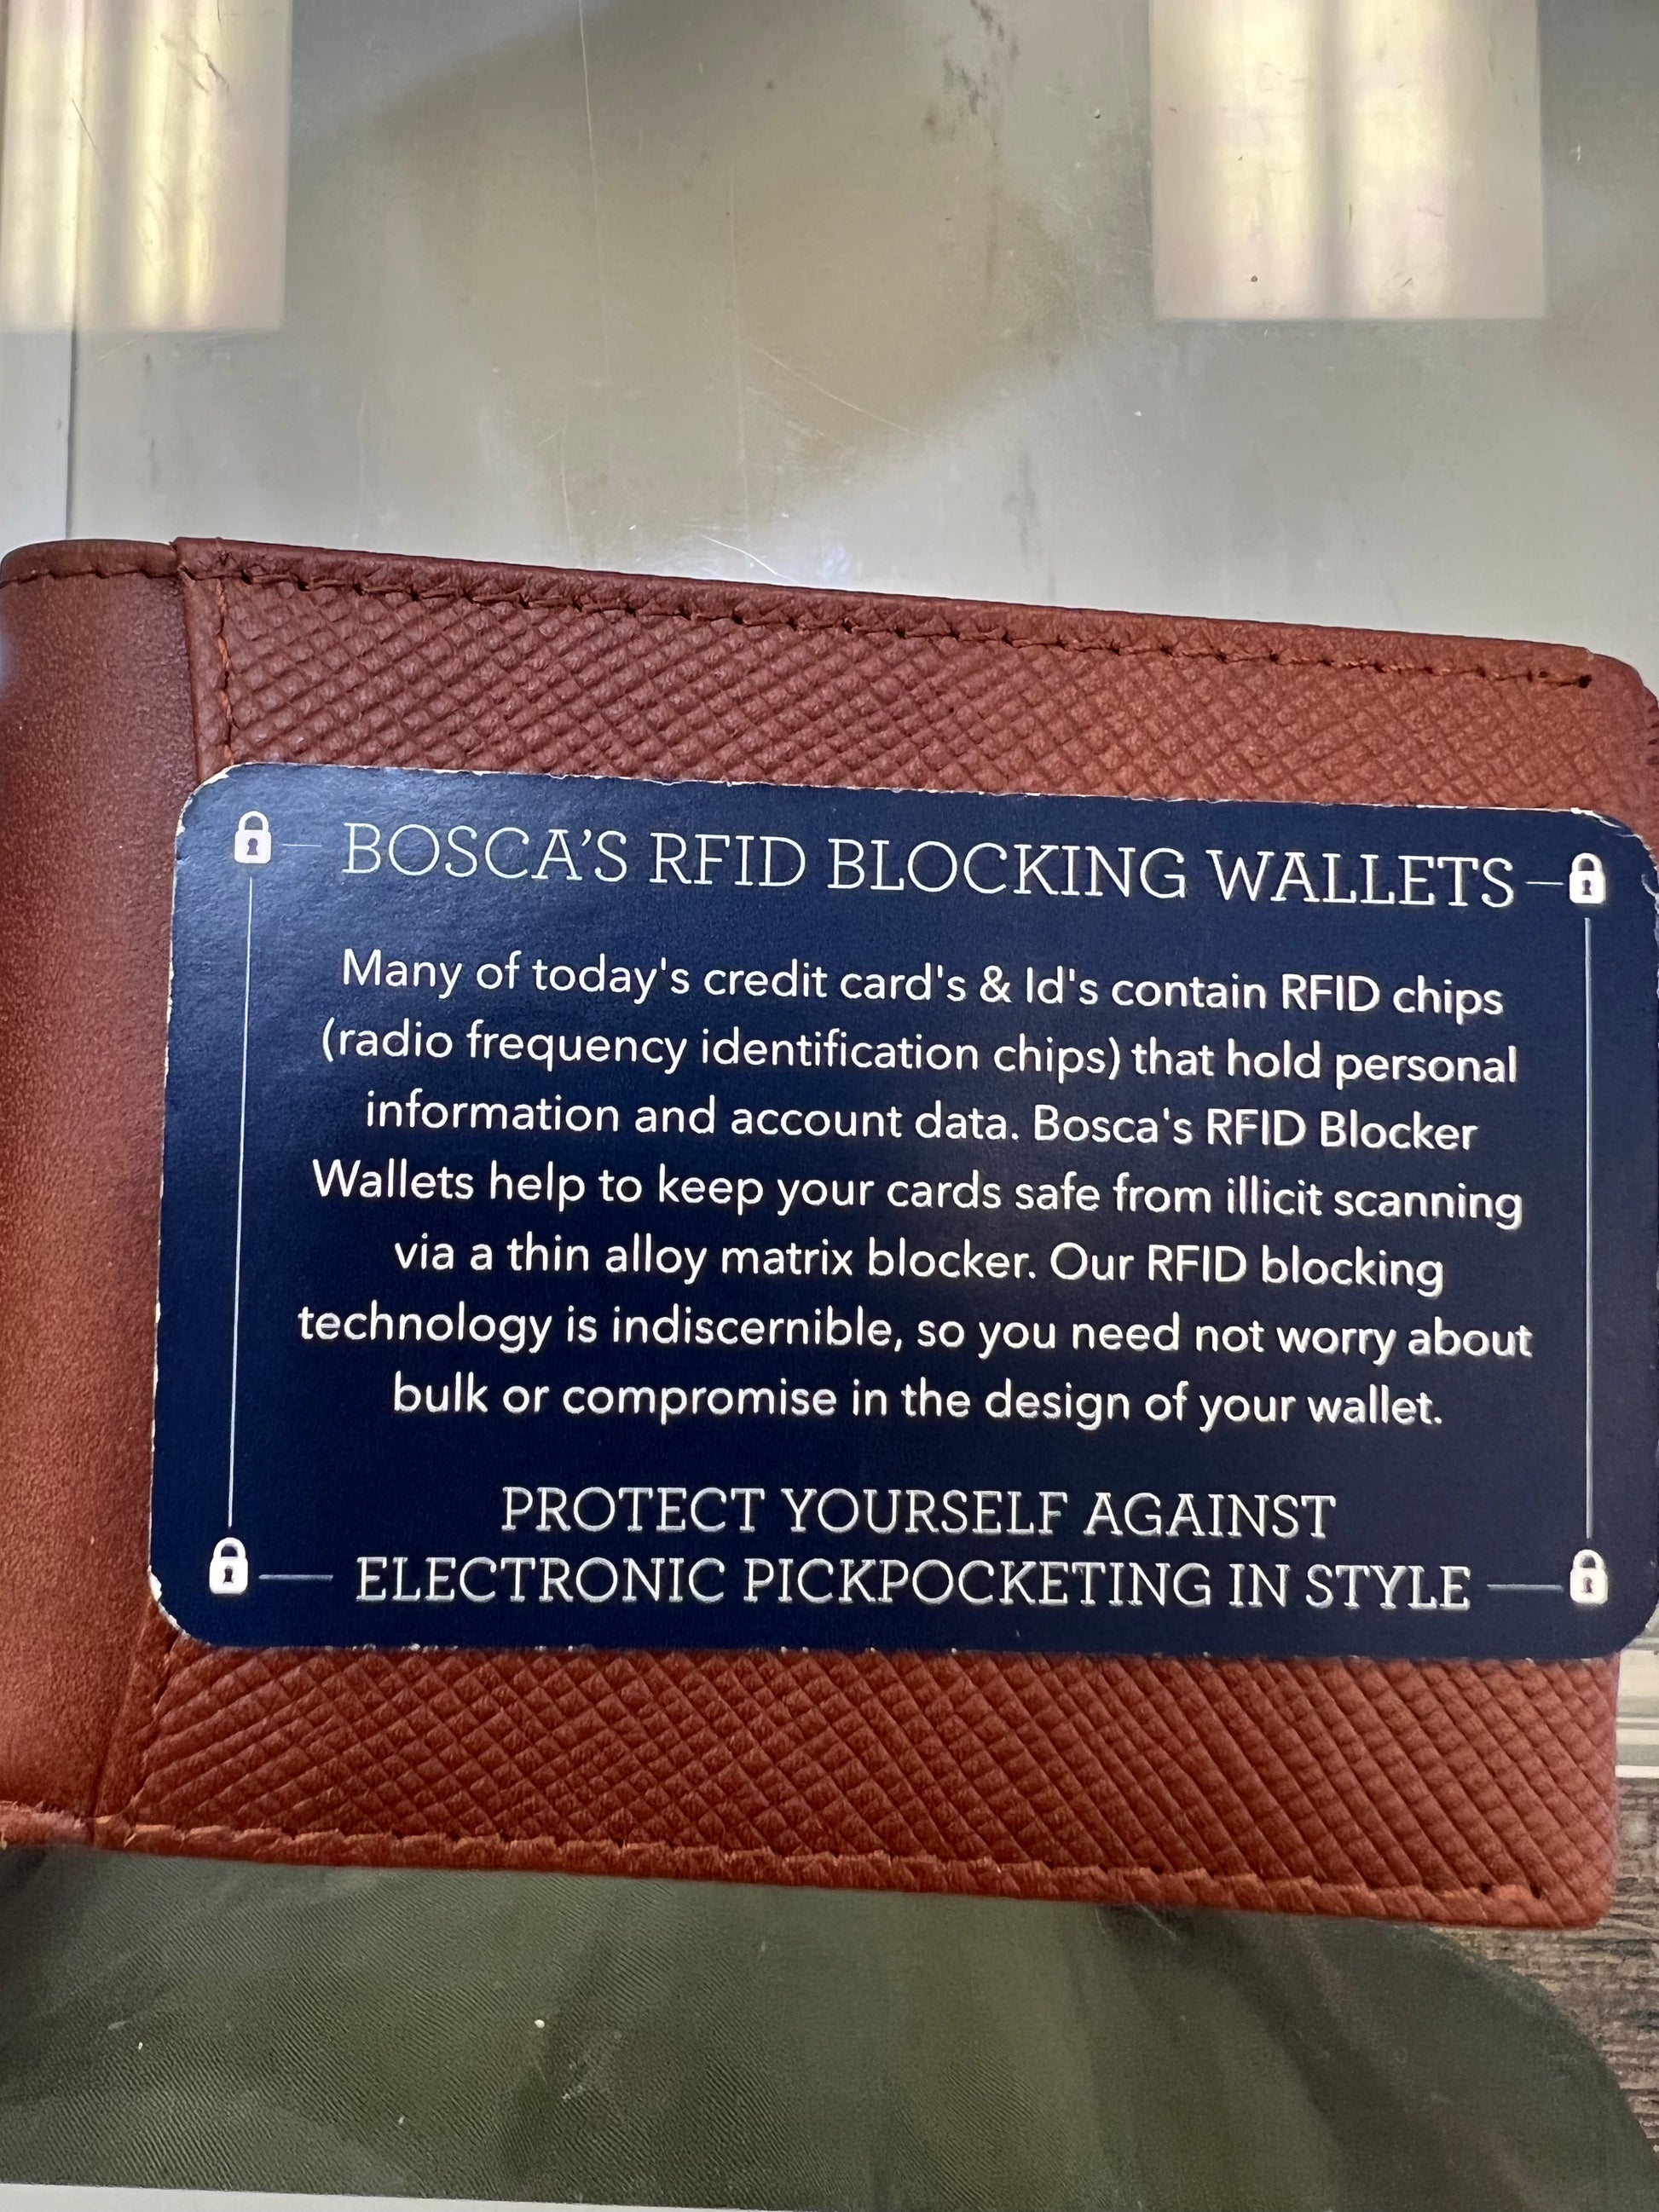 BOSCA'S RFID BLOCKING WALLETS
Many of today's credit card's & Id's contain RFID chips
(radio frequency identification chips) that hold personal
information and account data. Bosca's RFID Blocker
Wallets help to keep your cards safe from illicit scanning
via a thin alloy matrix blocker. Our RFID blocking
technology is indiscernible, so you need not worry about
bulk or compromise in the design of your wallet.
PROTECT YOURSELF AGAINST
ELECTRONIC PICKPOCKETING IN STYLE